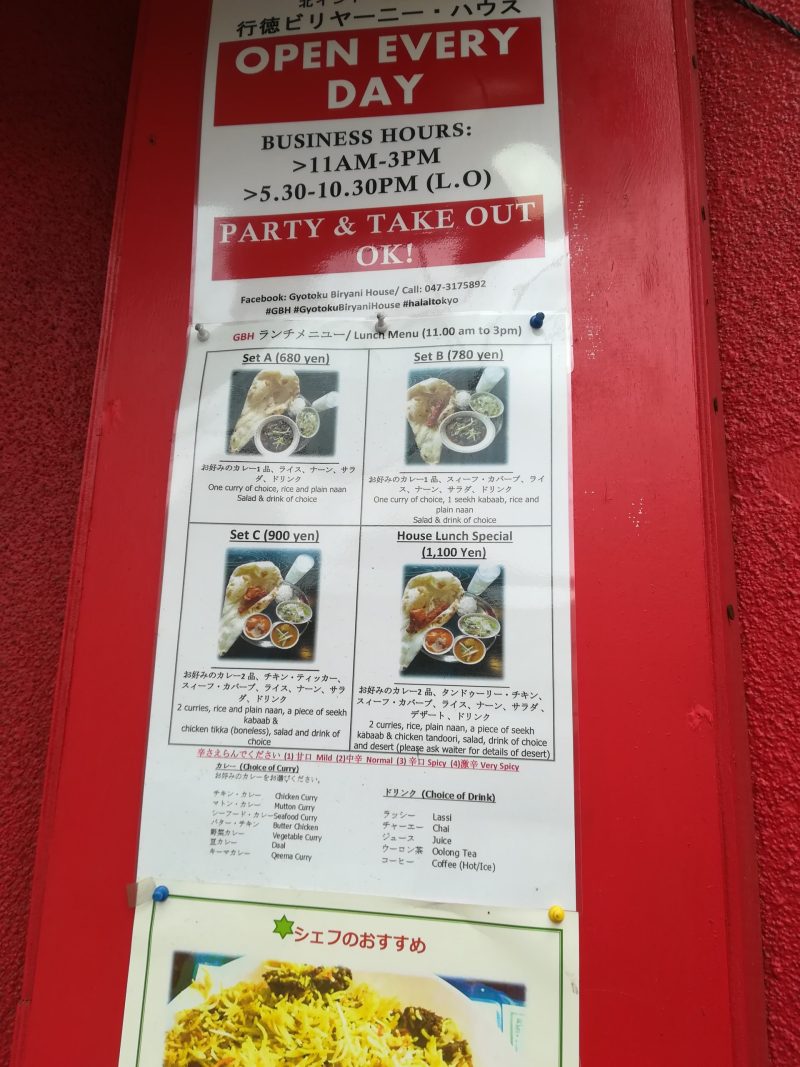 行徳ビリヤーニー・ハウス
OPEN EVERY
DAY
BUSINESS HOURS:
>11AM-3PM
>5.30-10.30PM (L.O)
PARTY & TAKE OUT
OK!
Facebook: Gyotoku Biryani House/ Call: 047-3175892
#GBH #GyotokuBiryaniHouse #halaltokyo
GBH ランチメニュー/ Lunch Menu (11.00 am to 3pm)
Set A (680 yen)
お好みのカレー1品、ライス、ナーン、サラ
ダ、ドリンク
One curry of choice, rice and plain naan
Salad & drink of choice
Set B (780 yen)
お好みのカレー1品、スィーフ・カバーブ、ライ
ス、ナーン、サラダ、ドリンク
One curry of choice, 1 seekh kabaab, rice and
plain naan
Salad & drink of choice
Set C (900 yen)
お好みのカレー2品、チキン・ティッカー、
スィーフ・カバーブ、ライス、ナーン、サラ
ダ、ドリンク
2 curries, rice and plain naan, a piece of seekh
kabaab &
chicken tikka (boneless), salad and drink of
choice
House Lunch Special
(1,100 Yen)
お好みのカレー2品、タンドゥーリー・チキン、
スィーフ・カバーブ、ライス、ナーン、サラダ、
デザート、ドリンク
2 curries, rice, plain naan, a piece of seekh
kabaab & chicken tandoori, salad, drink of choice
and desert (please ask waiter for details of desert)
辛さえらんでください (1) 甘口 Mild (2)中辛 Normal (3) 辛口 Spicy (4)激辛 Very Spicy
カレー (Choice of Curry)
お好みのカレーをお選びください。
チキン・カレー Chicken Curry
マトン・カレー Mutton Curry
シーフード・カレー Seafood Curry
バター・チキン Butter Chicken
野菜カレー Vegetable Curry
豆カレー Daal
キーマカレー Qeema Curry
ドリンク (Choice of Drink)
ラッシー Lassi
チャーエー Chai
ジュース Juice
ウーロン茶 Oolong Tea
コーヒー Coffee (Hot/Ice)
シェフのおすすめ